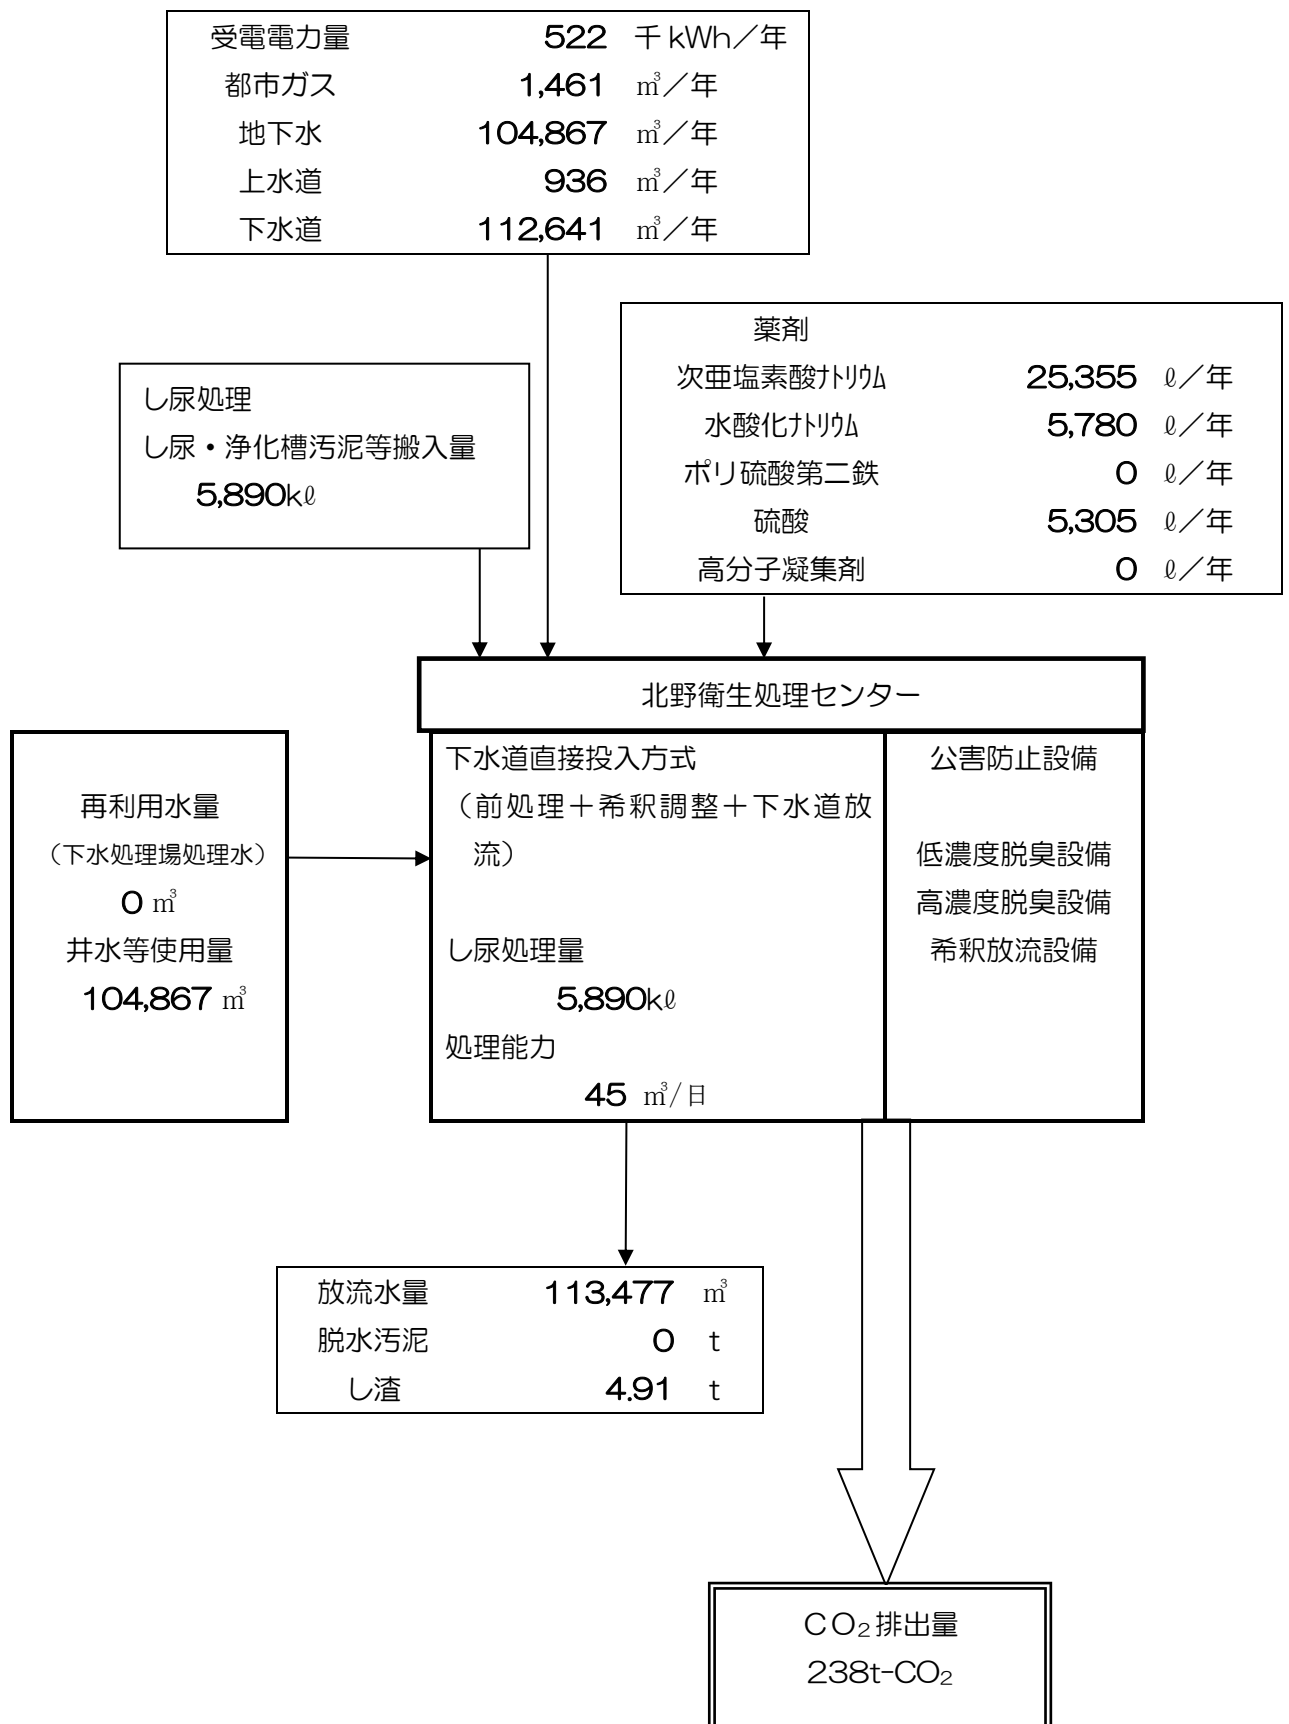 受電電力量 522 千kWh／年
都市ガス 1,461 ㎥／年
地下水 104,867 ㎥／年
上水道 936 ㎥／年
下水道 112,641 ㎥／年
薬剤
次亜塩素酸ﾅﾄﾘｳﾑ 25,355 ℓ／年
水酸化ﾅﾄﾘｳﾑ 5,780 ℓ／年
ポリ硫酸第二鉄 0 ℓ／年
硫酸 5,305 ℓ／年
高分子凝集剤 0 ℓ／年
し尿処理
し尿・浄化槽汚泥等搬入量
5,890kℓ
北野衛生処理センター
再利用水量
（下水処理場処理水）
0 ㎥
井水等使用量
104,867 ㎥
下水道直接投入方式
（前処理＋希釈調整＋下水道放
流）
し尿処理量
5,890kℓ
処理能力
45 ㎥/日
公害防止設備
低濃度脱臭設備
高濃度脱臭設備
希釈放流設備
放流水量 113,477 ㎥
脱水汚泥 0 t
し渣 4.91 t
ＣＯ₂排出量
238t-CO₂